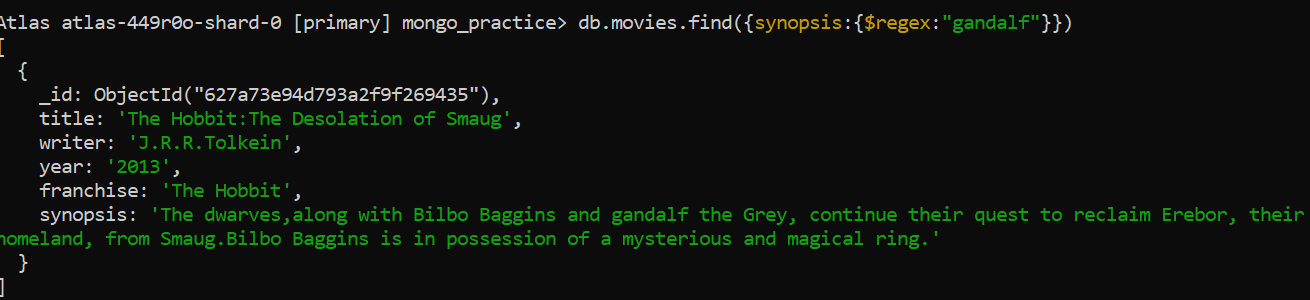 Atlas atlas-449r0o-shard-0 [primary] mongo_practice> db.movies.find({synopsis:{$regex:"gandalf"}})
[
  {
    _id: ObjectId("627a73e94d793a2f9f269435"),
    title: 'The Hobbit:The Desolation of Smaug',
    writer: 'J.R.R.Tolkein',
    year: '2013',
    franchise: 'The Hobbit',
    synopsis: 'The dwarves,along with Bilbo Baggins and gandalf the Grey, continue their quest to reclaim Erebor, their
homeland, from Smaug.Bilbo Baggins is in possession of a mysterious and magical ring.'
  }
]